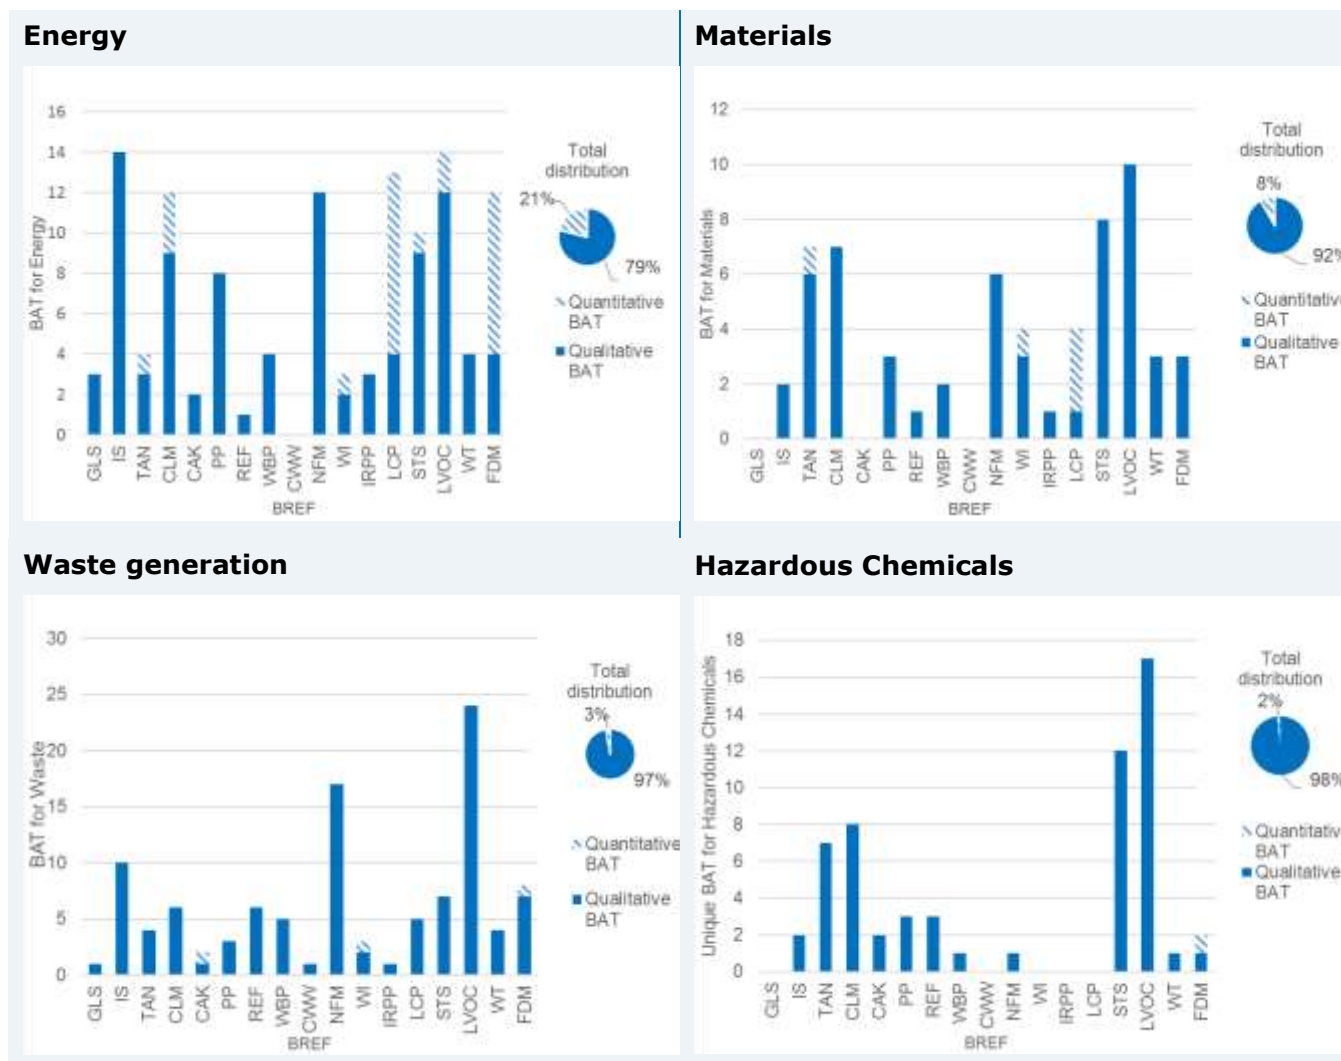 Energy
BAT for Energy
16
14
12
10
8
6
4
2
0
GLS
IS
TAN
CLM
CAK
PP
REF
WBP
CWW
NFM
WI
IRPP
LCP
STS
LVOC
WT
FDM
BREF
Total
distribution
21%
79%
Quantitative
BAT
Qualitative
BAT
Materials
BAT for Materials
12
10
8
6
4
2
0
GLS
IS
TAN
CLM
CAK
PP
REF
WBP
CWW
NFM
WI
IRPP
LCP
STS
LVOC
WT
FDM
BREF
Total
distribution
8%
92%
Quantitative
BAT
Qualitative
BAT
Waste generation
BAT for Waste
30
25
20
15
10
5
0
GLS
IS
TAN
CLM
CAK
PP
REF
WBP
CWW
NFM
WI
IRPP
LCP
STS
LVOC
WT
FDM
BREF
Total
distribution
3%
97%
Quantitative
BAT
Qualitative
BAT
Hazardous Chemicals
Unique BAT for Hazardous Chemicals
18
16
14
12
10
8
6
4
2
0
GLS
IS
TAN
CLM
CAK
PP
REF
WBP
CWW
NFM
WI
IRPP
LCP
STS
LVOC
WT
FDM
BREF
Total
distribution
2%
98%
Quantitativ
BAT
Qualitative
BAT